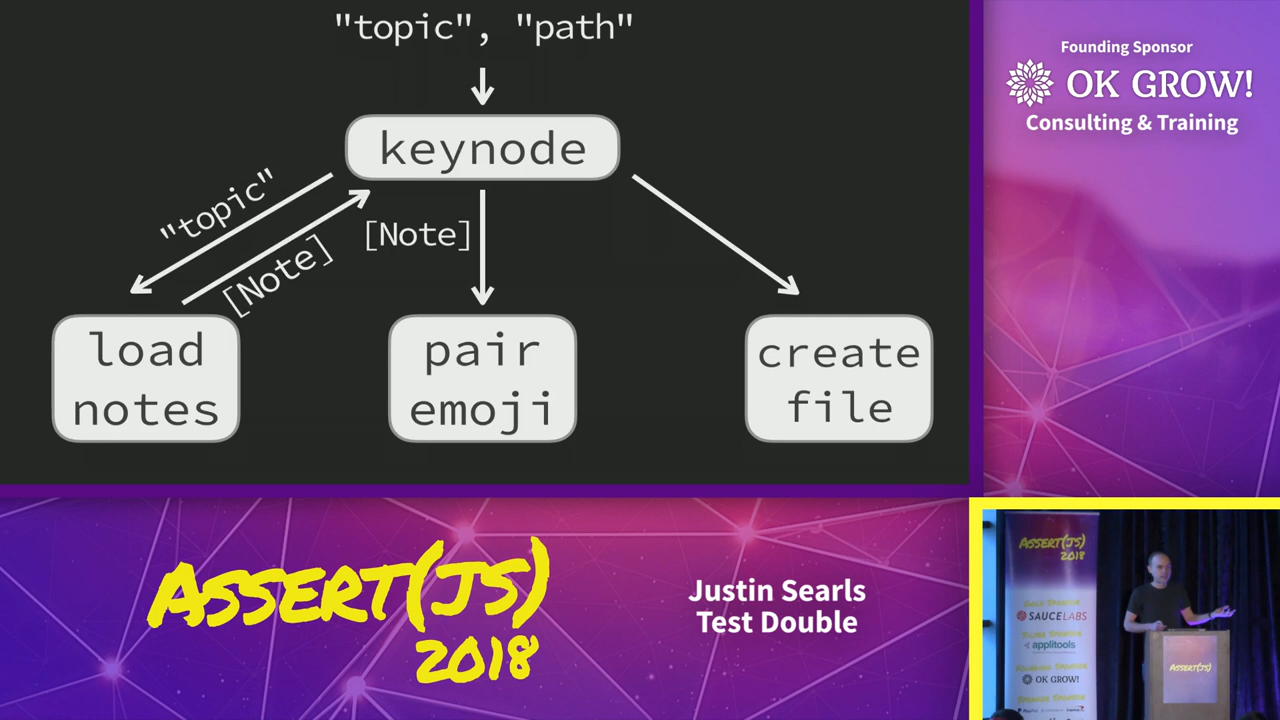 "topic", "path"
keynode
"topic"
[Note]
[Note]
load
notes
pair
emoji
create
file
Founding Sponsor
OK GROW!
Consulting & Training
ASSERT(JS)
2018
Justin Searls
Test Double
ASSERT(JS)
2018
SAUCELABS
applitools
OK GROW!
ASSERT(JS)